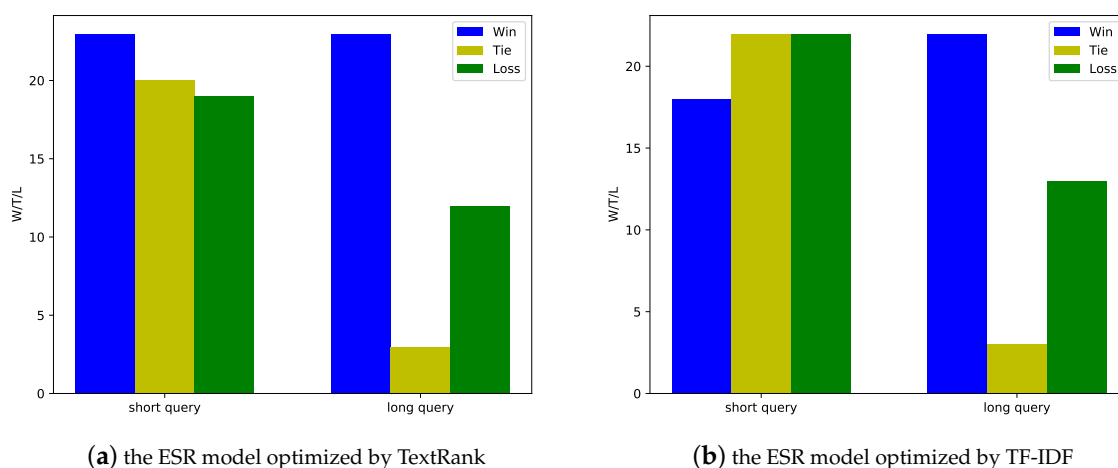 Win
Tie
Loss
20
15
10
5
0
W/T/L
short query
long query
(a) the ESR model optimized by TextRank
Win
Tie
Loss
20
15
10
5
0
W/T/L
short query
long query
(b) the ESR model optimized by TF-IDF